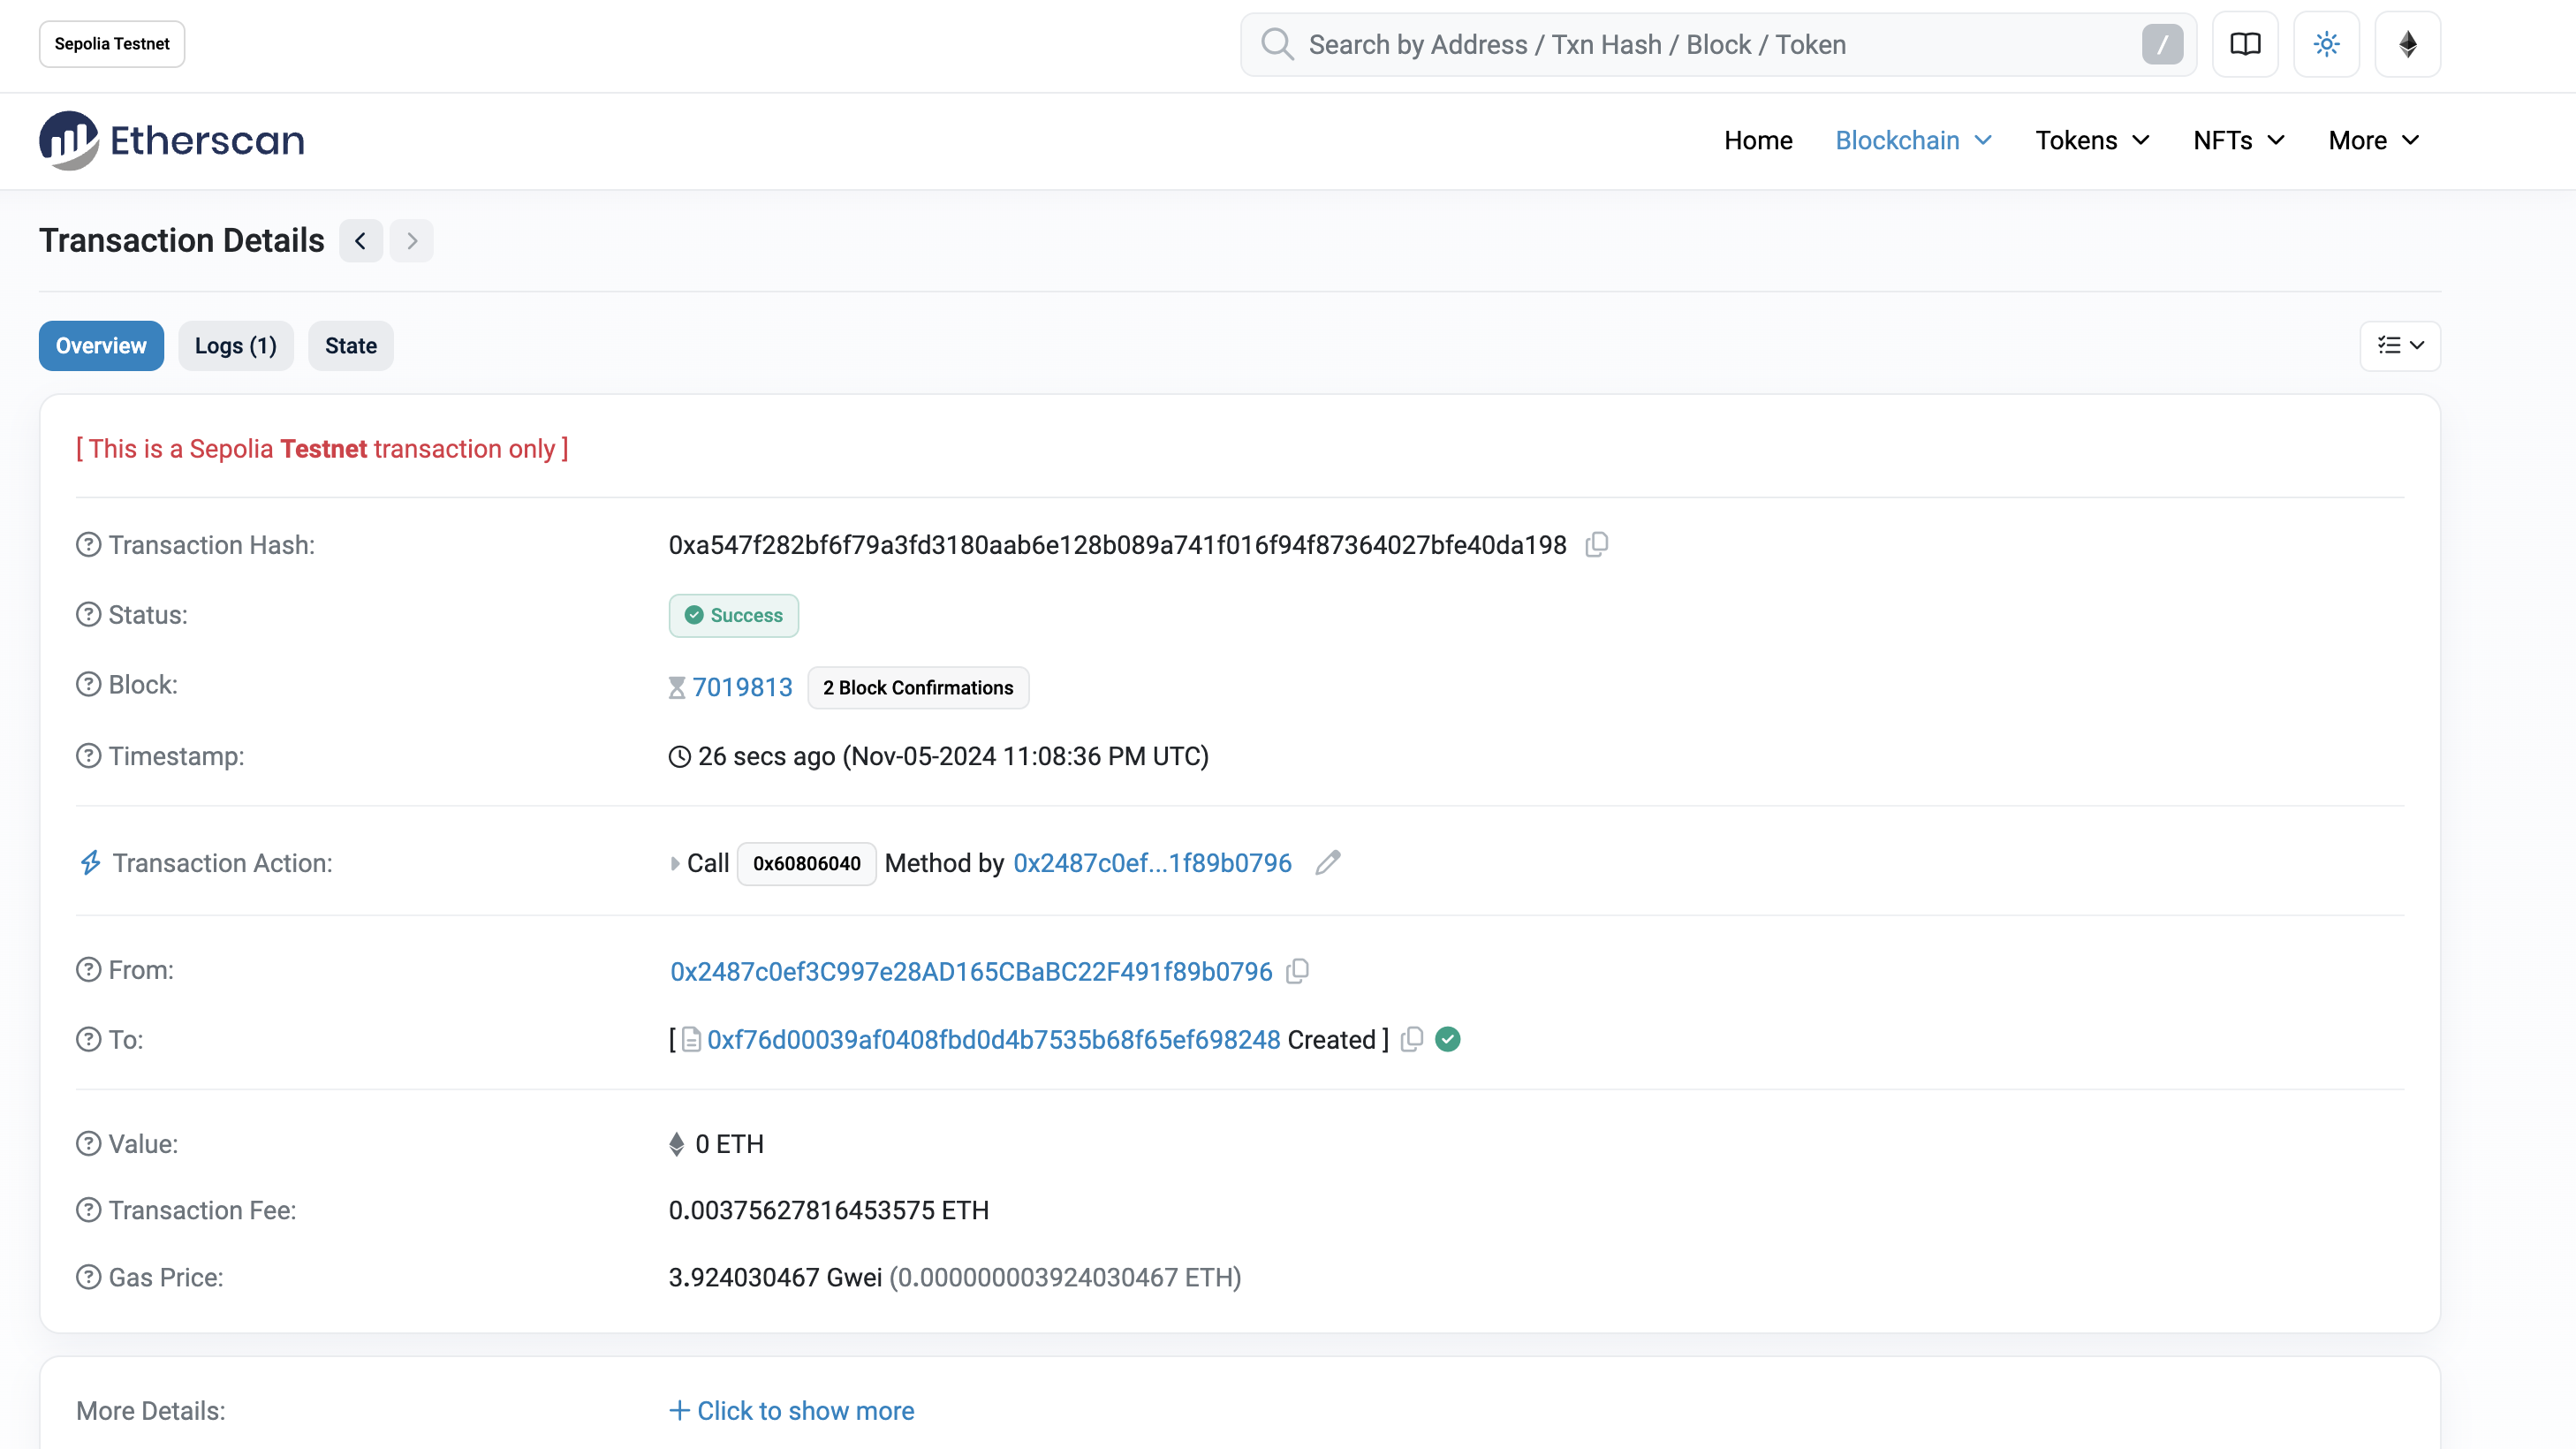 Sepolia Testnet
Search by Address / Txn Hash / Block / Token /
Etherscan
Home Blockchain Tokens NFTs More
Transaction Details
Overview Logs (1) State
[ This is a Sepolia Testnet transaction only ]
Transaction Hash: 0xa547f282bf6f79a3fd3180aab6e128b089a741f016f94f87364027bfe40da198
Status: Success
Block: 7019813 2 Block Confirmations
Timestamp: 26 secs ago (Nov-05-2024 11:08:36 PM UTC)
Transaction Action: Call 0x60806040 Method by 0x2487c0ef...1f89b0796
From: 0x2487c0ef3C997e28AD165CBaBC22F491f89b0796
To: [ 0xf76d00039af0408fbd0d4b7535b68f65ef698248 Created ]
Value: 0 ETH
Transaction Fee: 0.00375627816453575 ETH
Gas Price: 3.924030467 Gwei (0.000000003924030467 ETH)
More Details: + Click to show more